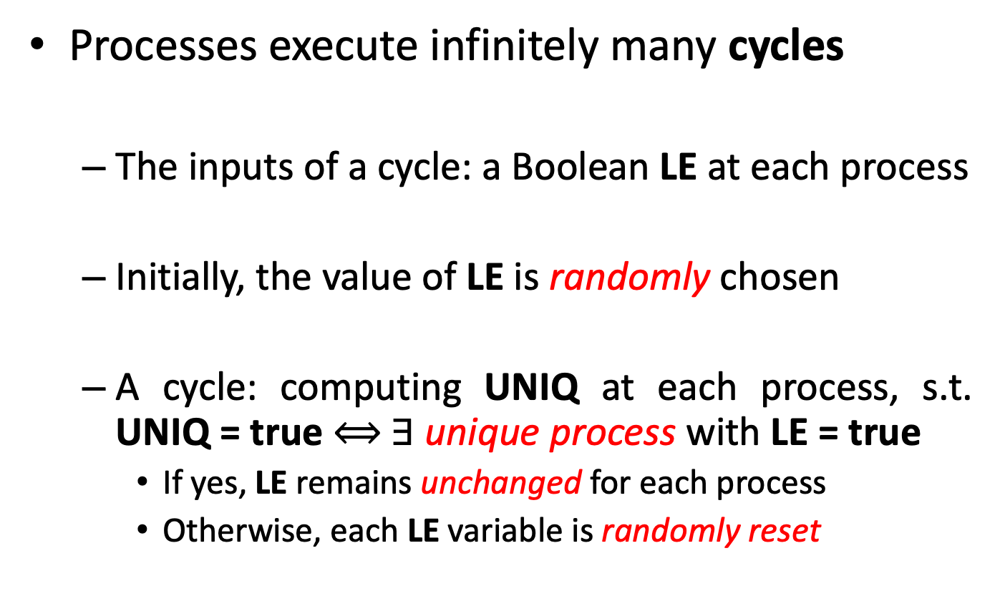 • Processes execute infinitely many cycles
– The inputs of a cycle: a Boolean LE at each process
– Initially, the value of LE is randomly chosen
– A cycle: computing UNIQ at each process, s.t.
UNIQ = true ⟺ ∃ unique process with LE = true
• If yes, LE remains unchanged for each process
• Otherwise, each LE variable is randomly reset